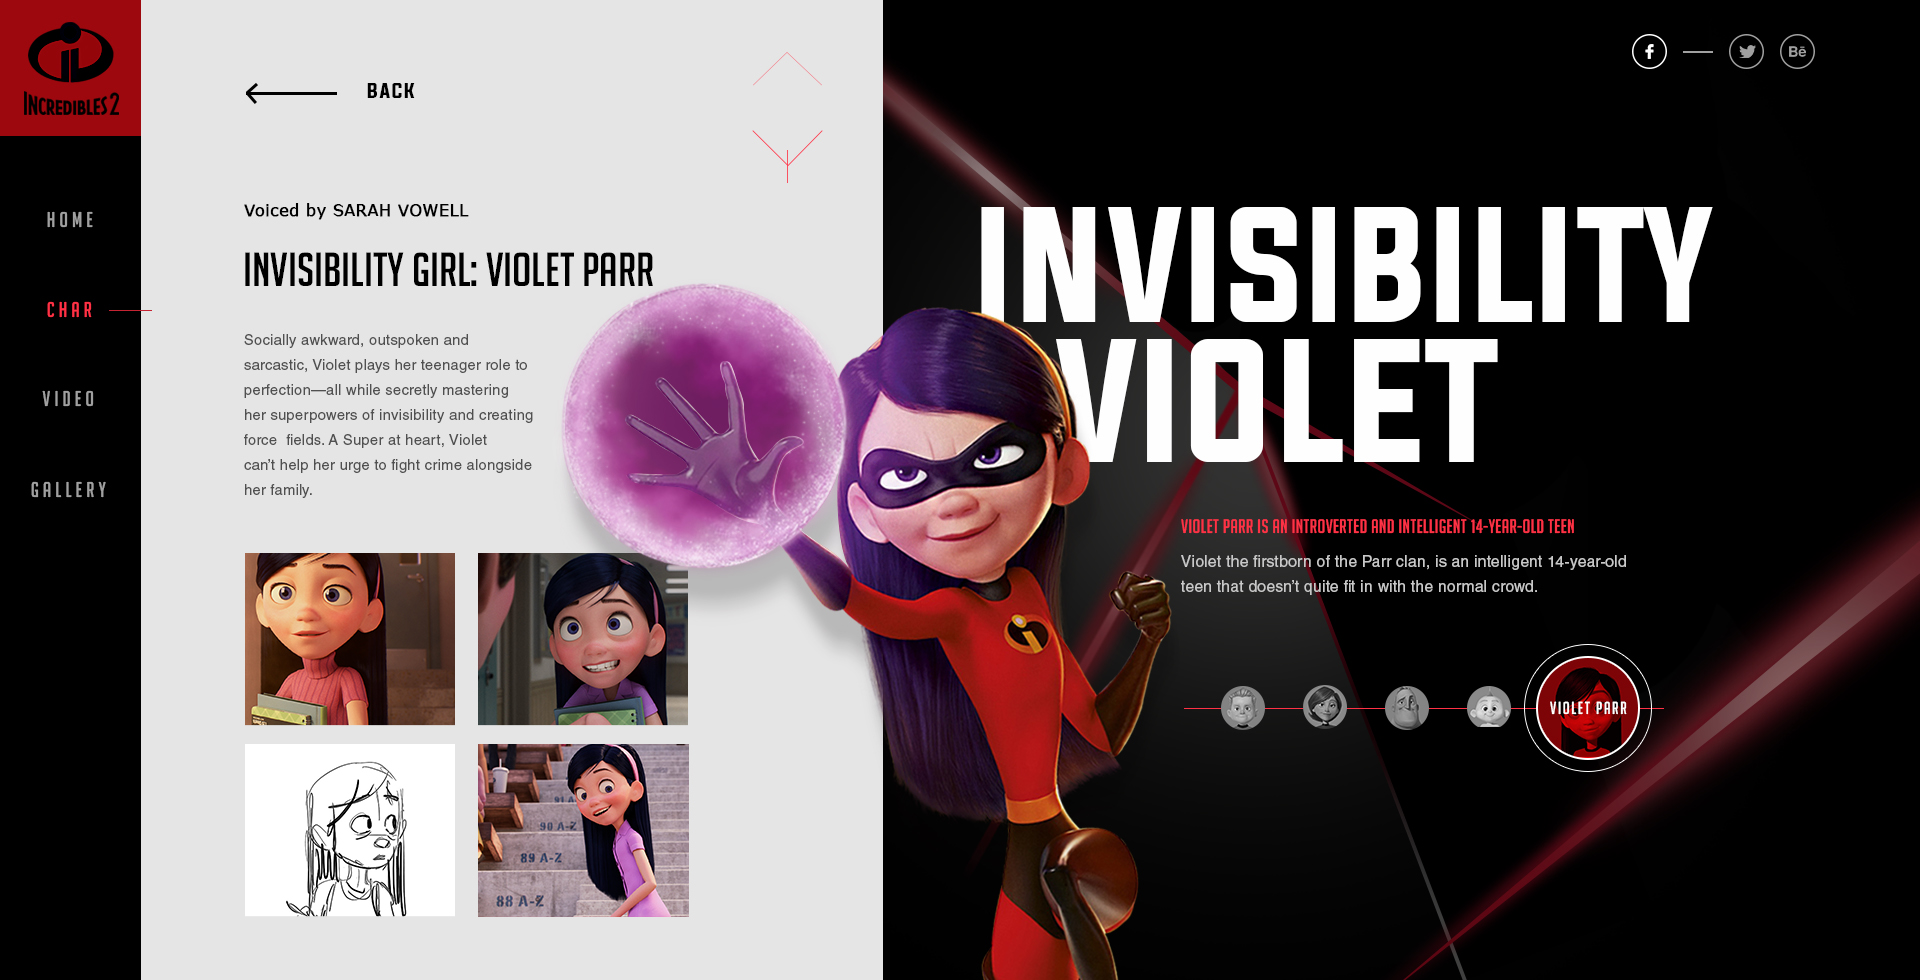 INCREDIBLES 2
HOME
CHAR
VIDEO
GALLERY
BACK
Voiced by SARAH VOWELL
INVISIBILITY GIRL: VIOLET PARR
Socially awkward, outspoken and
sarcastic, Violet plays her teenager role to
perfection—all while secretly mastering
her superpowers of invisibility and creating
force  fields. A Super at heart, Violet
can't help her urge to fight crime alongside
her family.
91 A
90 A-Z
89 A-Z
88 A-Z
f
Bē
INVISIBILITY
VIOLET
VIOLET PARR IS AN INTROVERTED AND INTELLIGENT 14-YEAR-OLD TEEN
Violet the firstborn of the Parr clan, is an intelligent 14-year-old
teen that doesn't quite fit in with the normal crowd.
VIOLET PARR